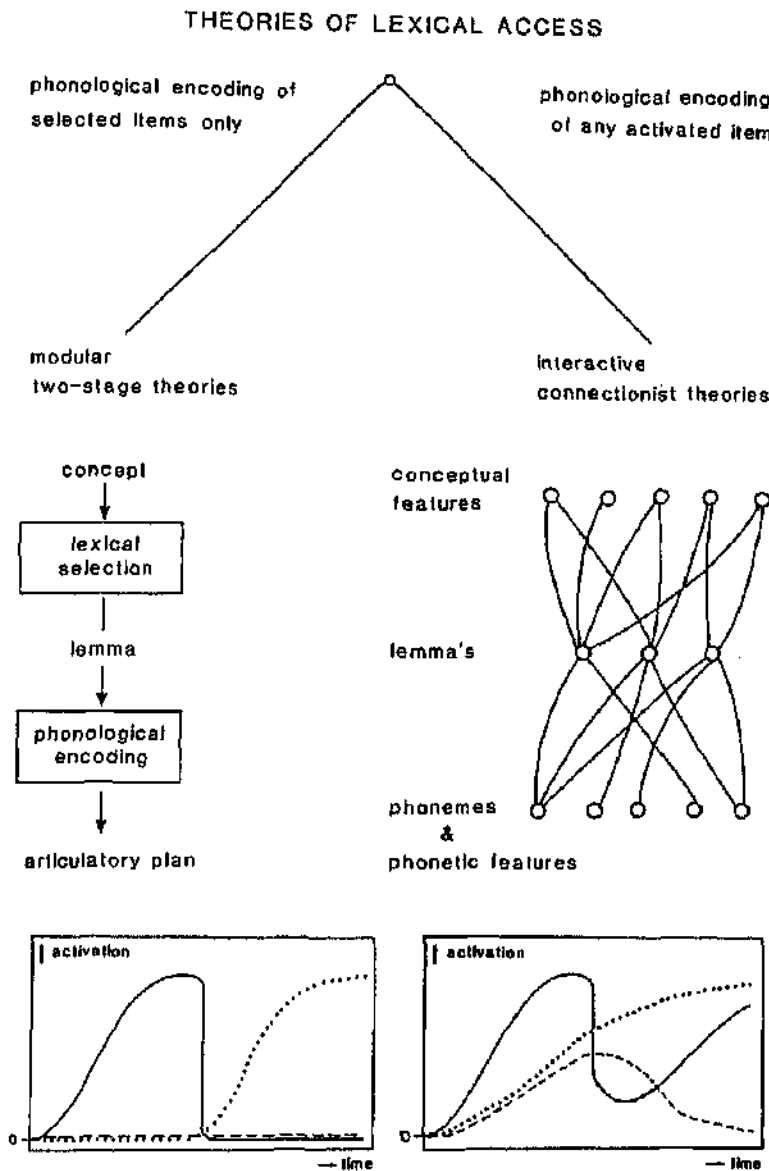 THEORIES OF LEXICAL ACCESS
phonological encoding of
selected items only
phonological encoding
of any activated item
modular
two-stage theories
interactive
connectionist theories
concept
lexical
selection
lemma
phonological
encoding
articulatory plan
conceptual
features
lemma's
phonemes
&
phonetic features
activation
0
→ time
activation
0
→ time